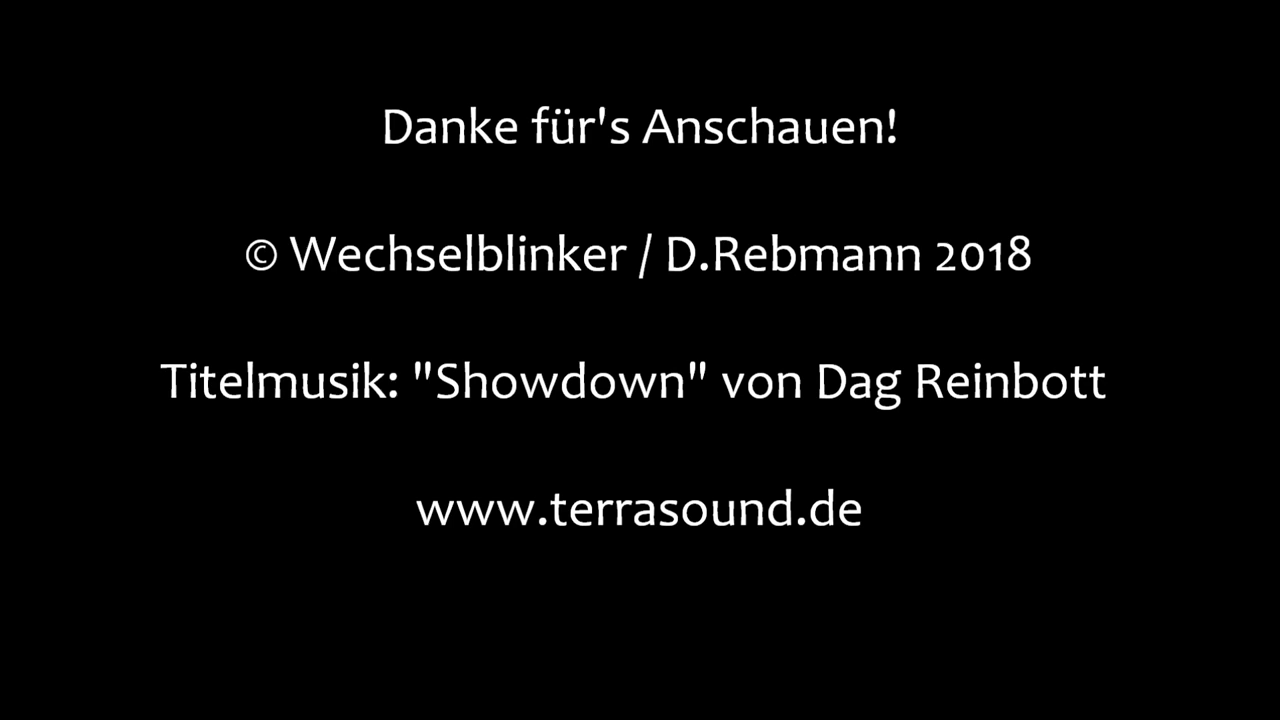 Danke für's Anschauen!
© Wechselblinker / D.Rebmann 2018
Titelmusik: "Showdown" von Dag Reinbott
www.terrasound.de